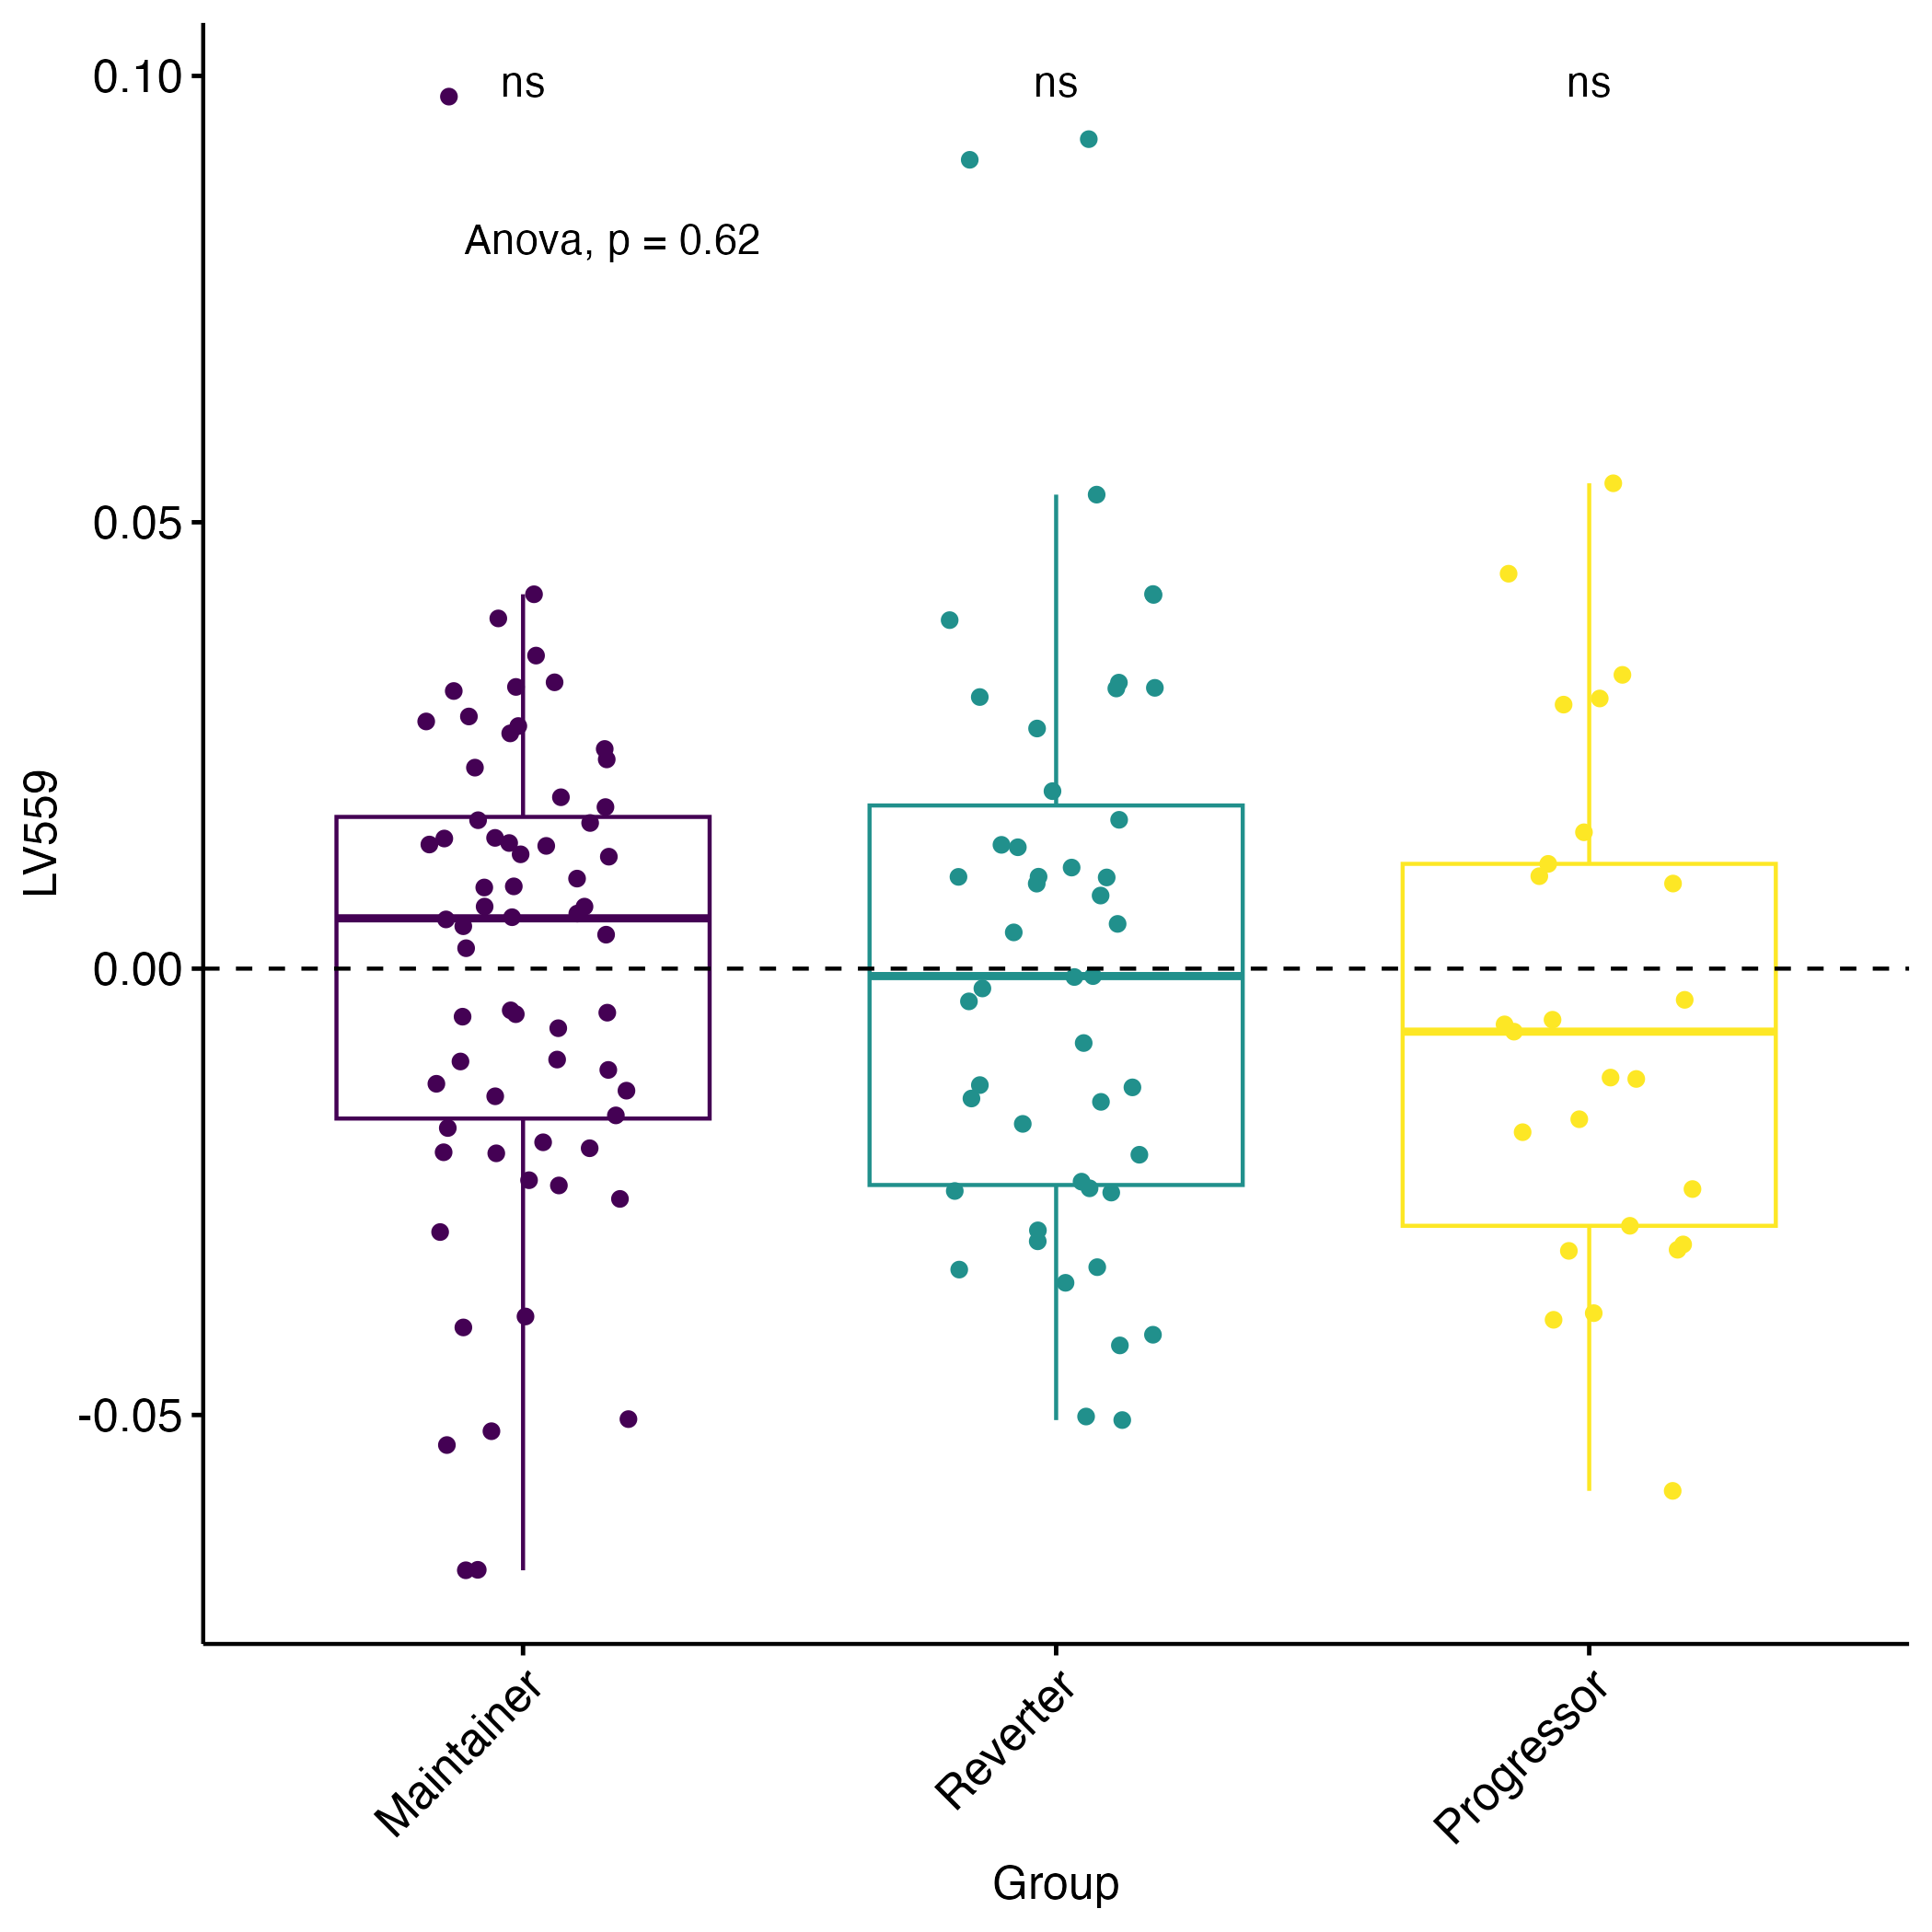 0.10
ns
ns
ns
Anova, p = 0.62
0.05
LV559
0.00
-0.05
Maintainer
Reverter
Progressor
Group